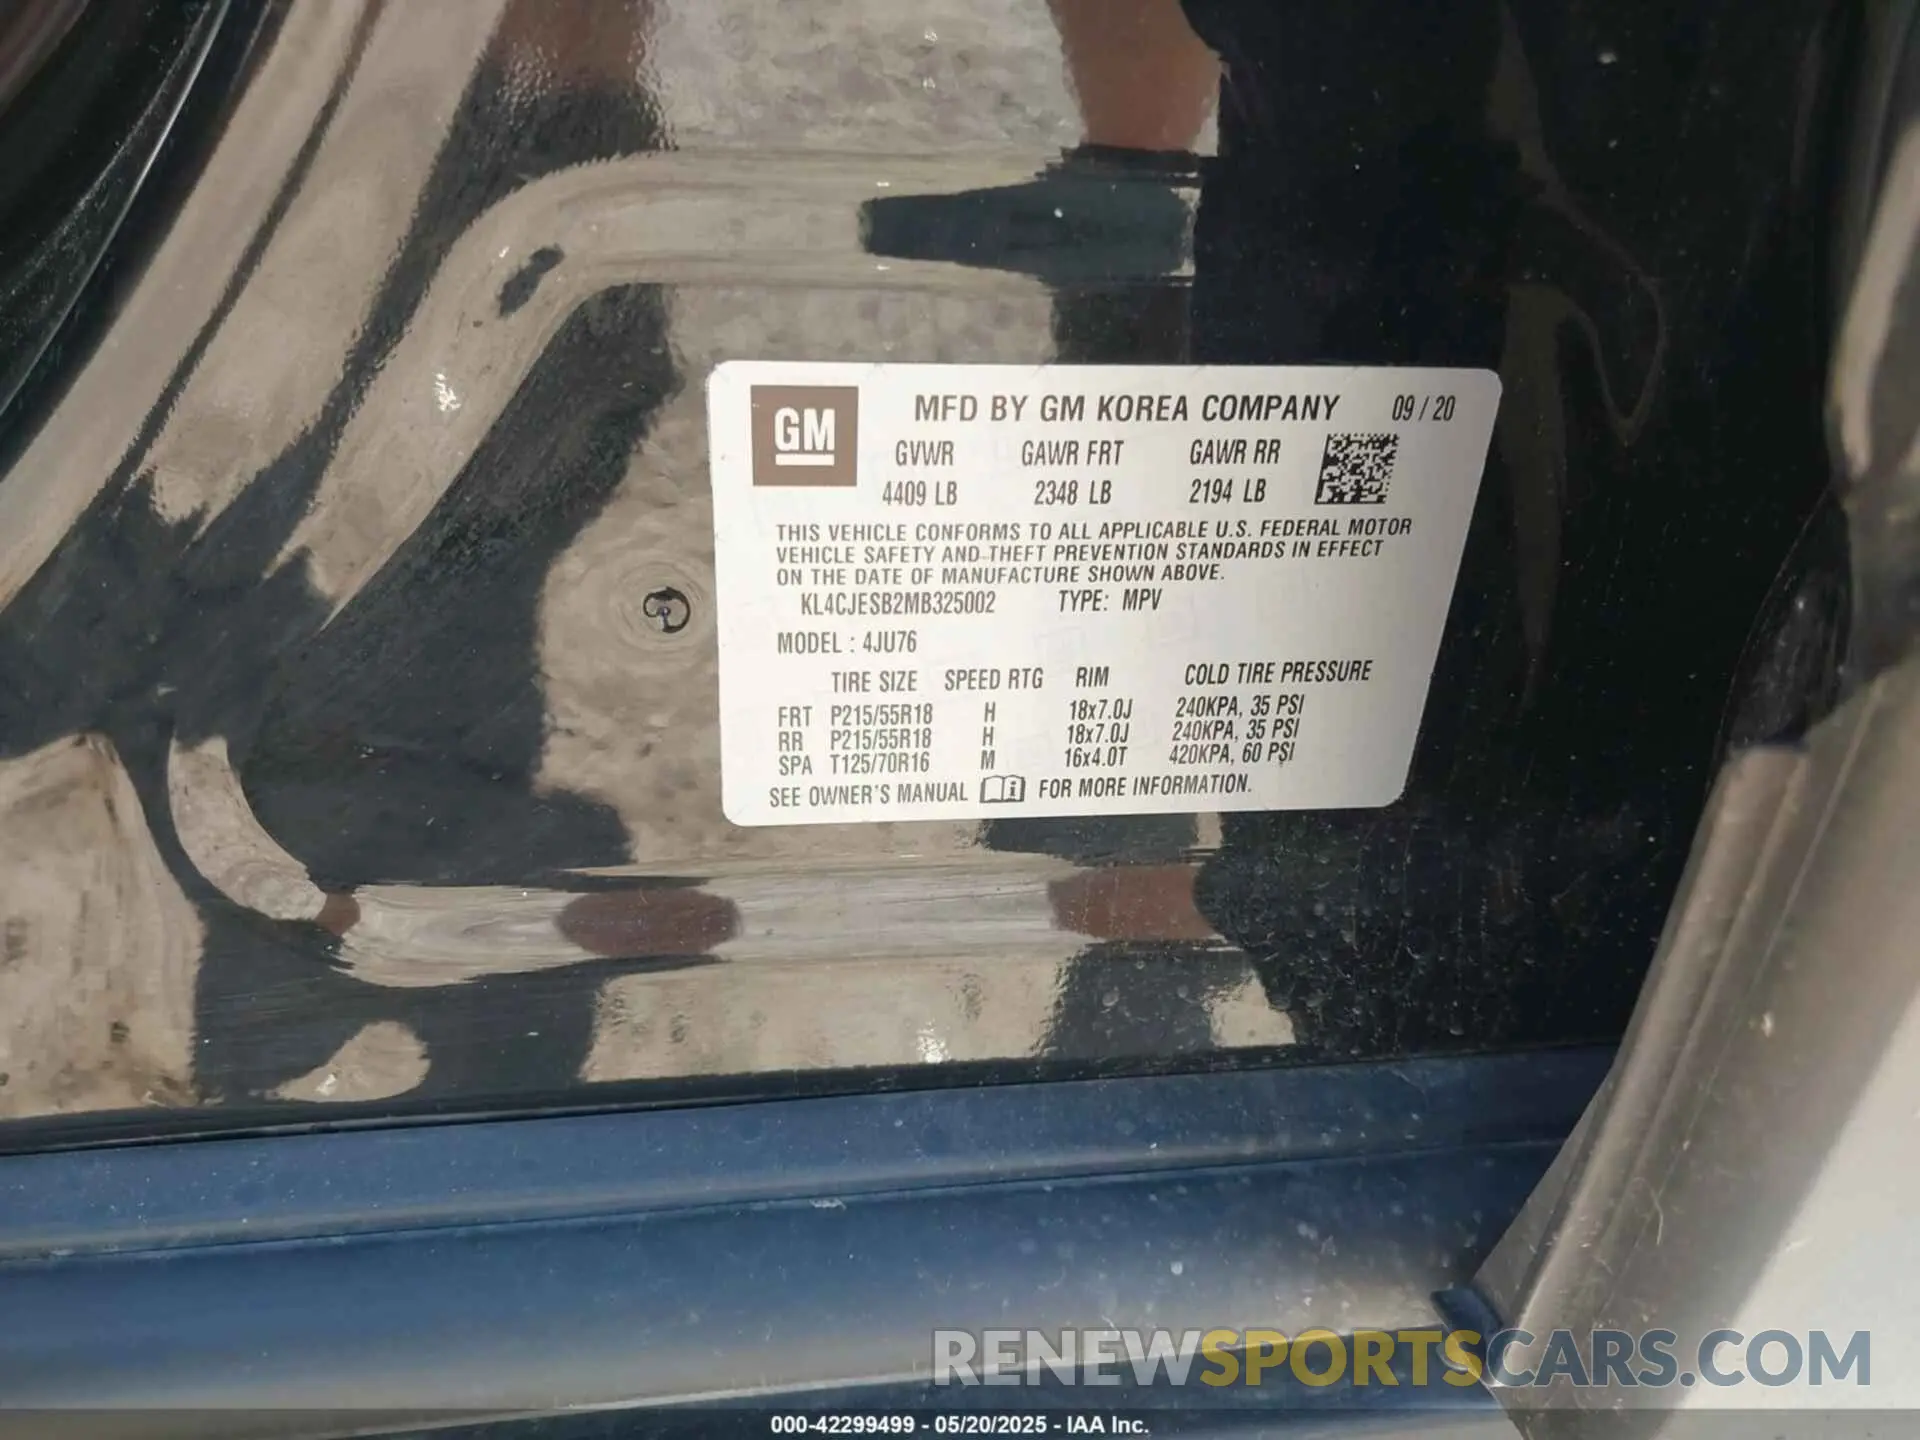 GM
MFD BY GM KOREA COMPANY 09 / 20
GVWR GAWR FRT GAWR RR
4409 LB 2348 LB 2194 LB
THIS VEHICLE CONFORMS TO ALL APPLICABLE U.S. FEDERAL MOTOR
VEHICLE SAFETY AND THEFT PREVENTION STANDARDS IN EFFECT
ON THE DATE OF MANUFACTURE SHOWN ABOVE.
KL4CJESB2MB325002 TYPE: MPV
MODEL : 4JU76
TIRE SIZE SPEED RTG RIM COLD TIRE PRESSURE
FRT P215/55R18 H 18x7.0J 240KPA, 35 PSI
RR P215/55R18 H 18x7.0J 240KPA, 35 PSI
SPA T125/70R16 M 16x4.0T 420KPA, 60 PSI
SEE OWNER'S MANUAL i FOR MORE INFORMATION.
RENEWSPORTSCARS.COM
000-42299499 - 05/20/2025 - IAA Inc.